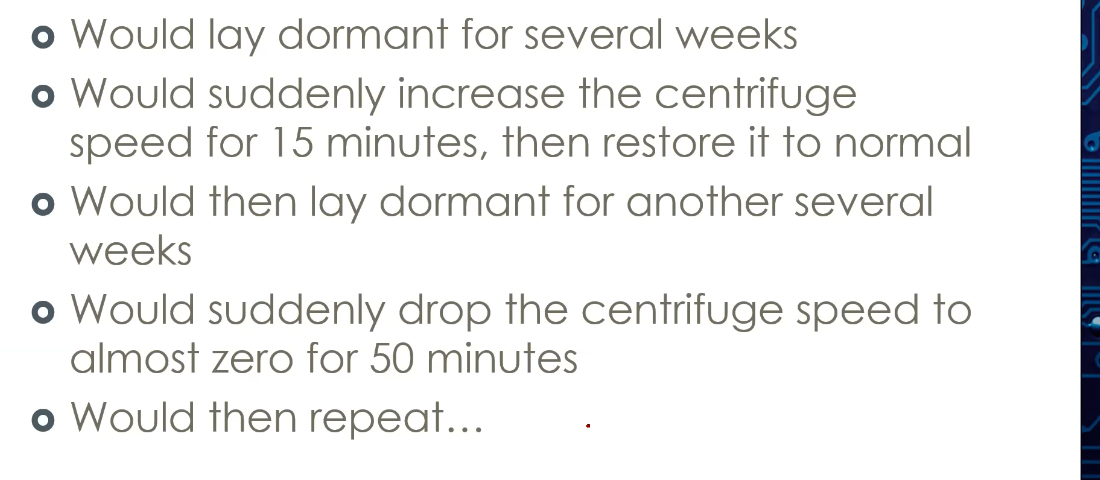 Would lay dormant for several weeks
Would suddenly increase the centrifuge
speed for 15 minutes, then restore it to normal
Would then lay dormant for another several
weeks
Would suddenly drop the centrifuge speed to
almost zero for 50 minutes
Would then repeat…